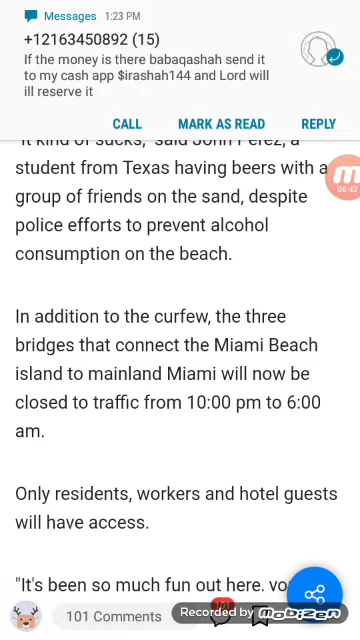 Messages 1:23 PM
+12163450892 (15)
If the money is there babaqashah send it
to my cash app $irashah144 and Lord will
ill reserve it
CALL MARK AS READ REPLY
"It kind of sucks," said John Perez, a
student from Texas having beers with a
group of friends on the sand, despite
police efforts to prevent alcohol
consumption on the beach.
08:42
In addition to the curfew, the three
bridges that connect the Miami Beach
island to mainland Miami will now be
closed to traffic from 10:00 pm to 6:00
am.
Only residents, workers and hotel guests
will have access.
"It's been so much fun out here.
101 Comments
Recorded by mobizen